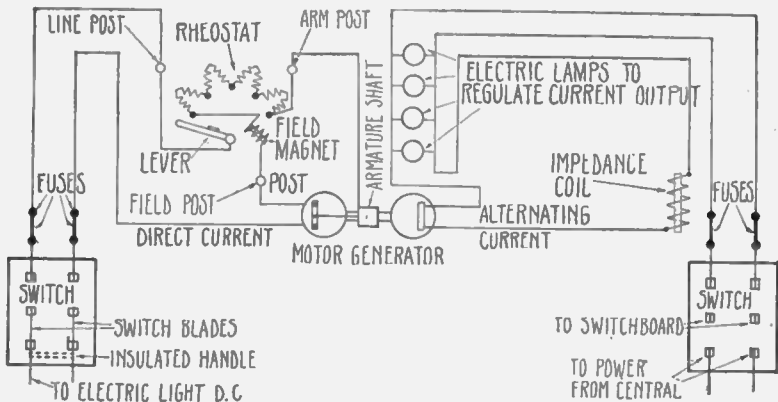 LINE POST
RHEOSTAT
ARM POST
ARMATURE SHAFT
ELECTRIC LAMPS TO
REGULATE CURRENT OUTPUT
LEVER
FIELD
MAGNET
FUSES
FIELD POST
POST
IMPEDANCE
COIL
FUSES
DIRECT CURRENT
MOTOR GENERATOR
ALTERNATING
CURRENT
SWITCH
SWITCH BLADES
INSULATED HANDLE
TO ELECTRIC LIGHT D.C
SWITCH
TO SWITCHBOARD
TO POWER
FROM CENTRAL